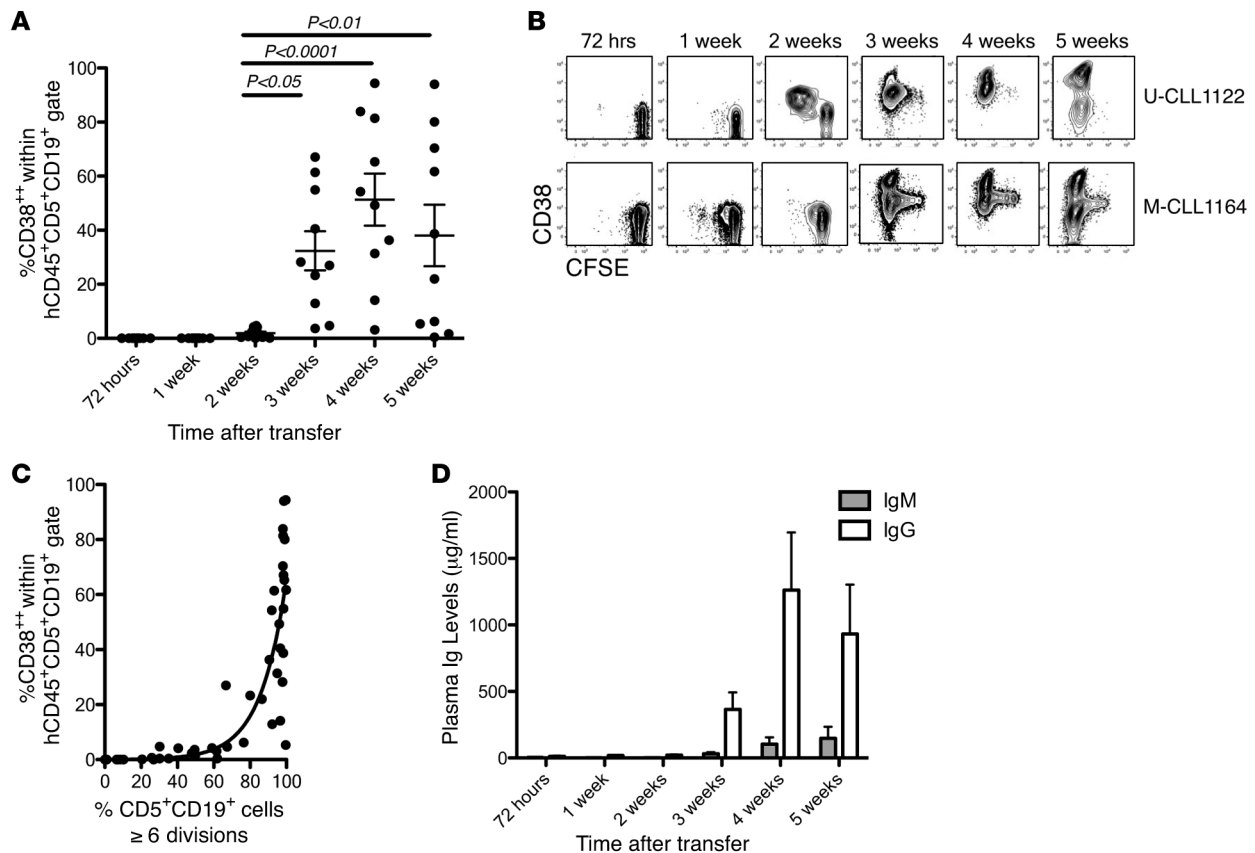 A
P<0.01
P<0.0001
P<0.05
%CD38++ within
hCD45+CD5+CD19+ gate
100
80
60
40
20
0
72 hours
1 week
2 weeks
3 weeks
4 weeks
5 weeks
Time after transfer
B
72 hrs
1 week
2 weeks
3 weeks
4 weeks
5 weeks
U-CLL1122
M-CLL1164
CD38
CFSE
C
%CD38++ within
hCD45+CD5+CD19+ gate
100
80
60
40
20
0
0
20
40
60
80
100
% CD5+CD19+ cells
≥ 6 divisions
D
Plasma Ig Levels (µg/ml)
2000
1500
1000
500
0
IgM
IgG
72 hours
1 week
2 weeks
3 weeks
4 weeks
5 weeks
Time after transfer